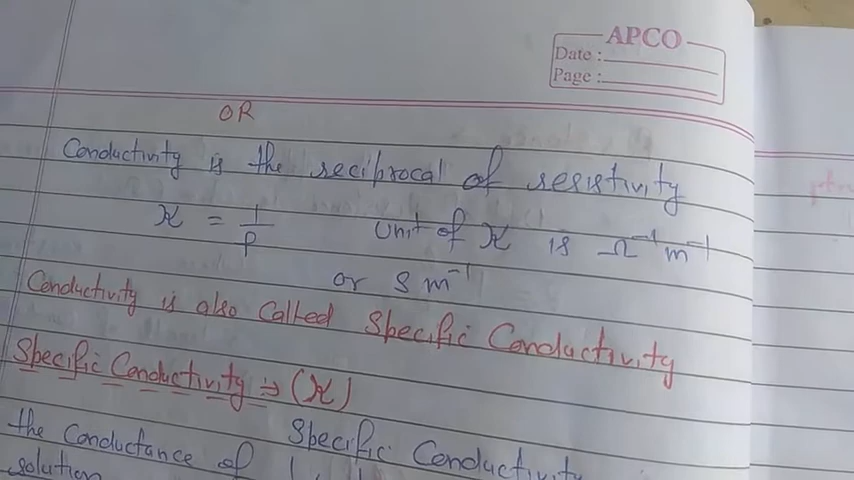 APCO
Date :
Page :
OR
Conductivity is the reciprocal of resistivity
ϰ = 1/ρ unit of ϰ is Ω⁻¹ m⁻¹
or S m⁻¹
Conductivity is also Called Specific Conductivity
Specific Conductivity ⇒ (ϰ)
Specific Conductivity
the Conductance of
solution